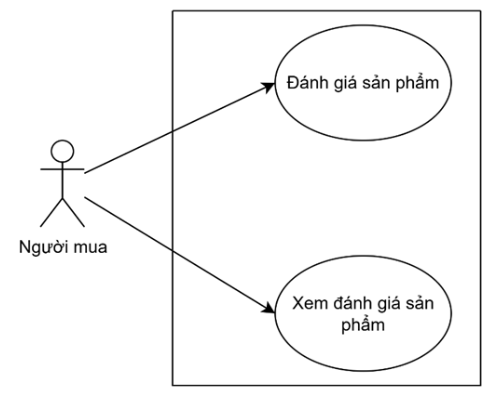 Đánh giá sản phẩm
Người mua
Xem đánh giá sản
phẩm